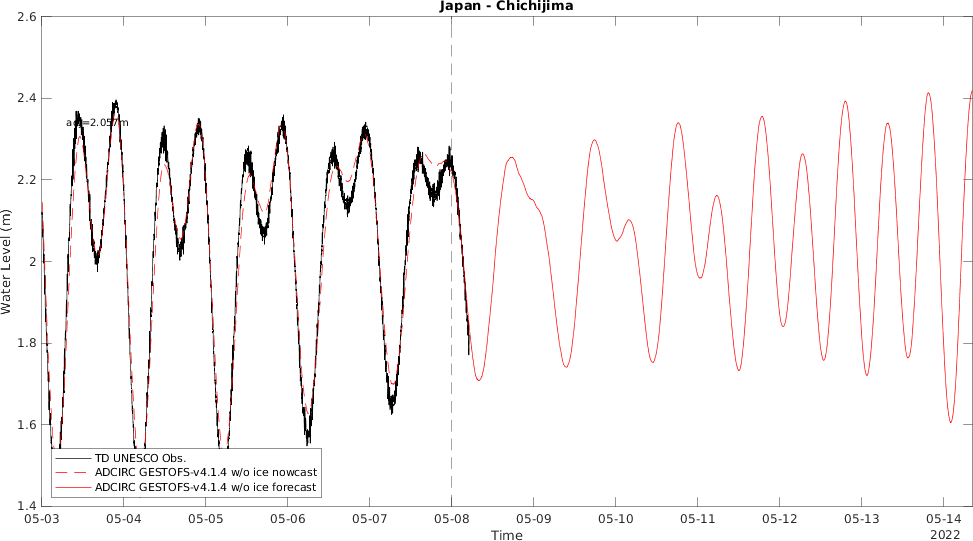 Japan - Chichijima
2.6
2.4
2.2
2
1.8
1.6
1.4
Water Level (m)
TD UNESCO Obs.
ADCIRC GESTOFS-v4.1.4 w/o ice nowcast
ADCIRC GESTOFS-v4.1.4 w/o ice forecast
05-03 05-04 05-05 05-06 05-07 05-08 05-09 05-10 05-11 05-12 05-13 05-14
Time
2022